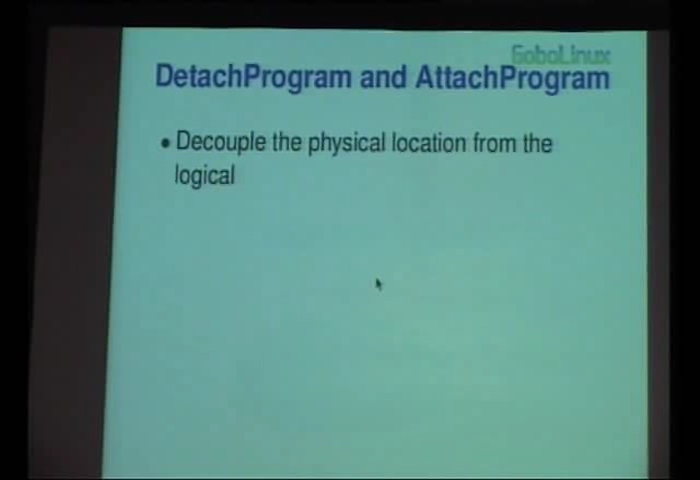 GoboLinux
DetachProgram and AttachProgram
• Decouple the physical location from the
logical